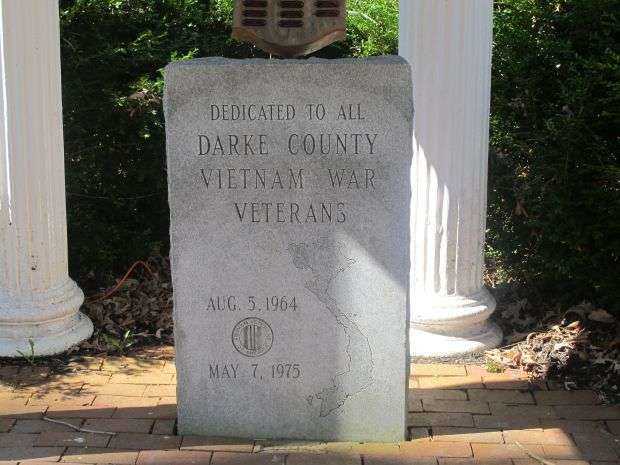 DEDICATED TO ALL
DARKE COUNTY
VIETNAM WAR
VETERANS
AUG. 5, 1964
MAY 7, 1975